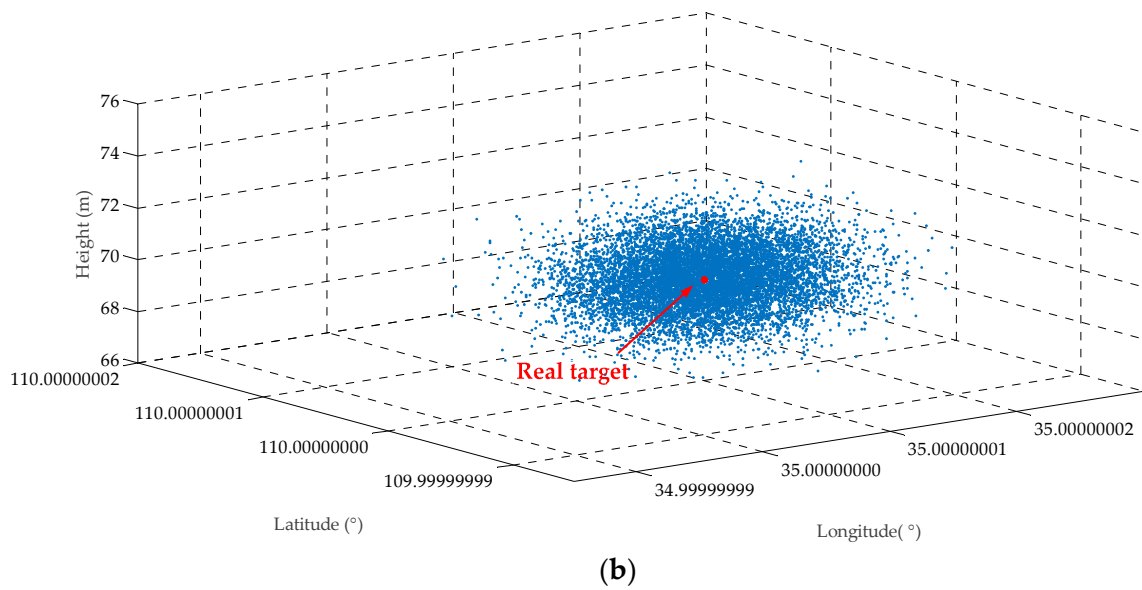 76
74
72
70
68
66
Height (m)
110.00000002
110.00000001
110.00000000
109.99999999
Latitude (°)
Real target
34.99999999
35.00000000
35.00000001
35.00000002
Longitude( °)
(b)